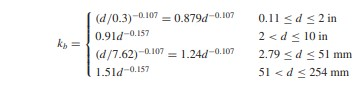 (d/0.3)^−0.107 = 0.879d^−0.107 0.11 ≤ d ≤ 2 in
0.91d^−0.157 2 < d ≤ 10 in
k_b =
(d/7.62)^−0.107 = 1.24d^−0.107 2.79 ≤ d ≤ 51 mm
1.51d^−0.157 51 < d ≤ 254 mm